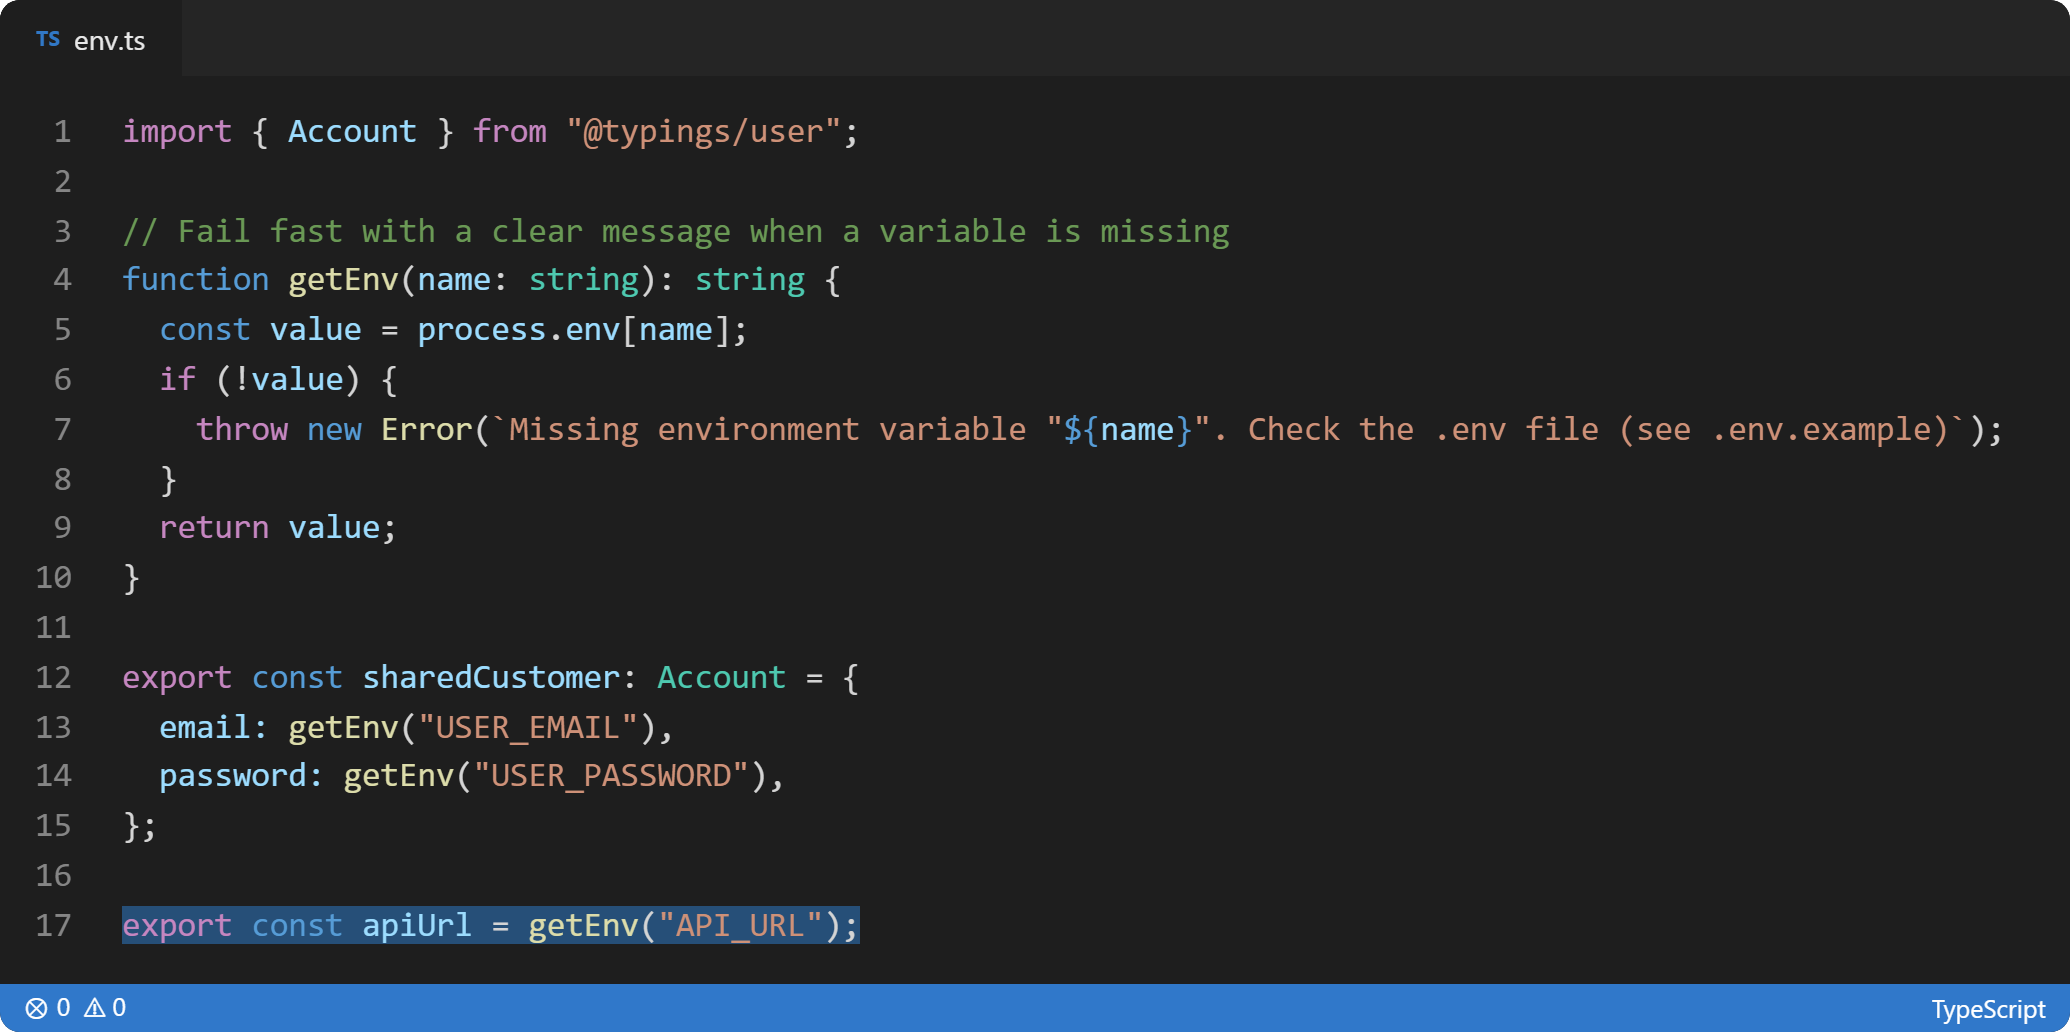 TS env.ts
1 import { Account } from "@typings/user";
2
3 // Fail fast with a clear message when a variable is missing
4 function getEnv(name: string): string {
5   const value = process.env[name];
6   if (!value) {
7     throw new Error(`Missing environment variable "${name}". Check the .env file (see .env.example)`);
8   }
9   return value;
10 }
11
12 export const sharedCustomer: Account = {
13   email: getEnv("USER_EMAIL"),
14   password: getEnv("USER_PASSWORD"),
15 };
16
17 export const apiUrl = getEnv("API_URL");
0 0 TypeScript